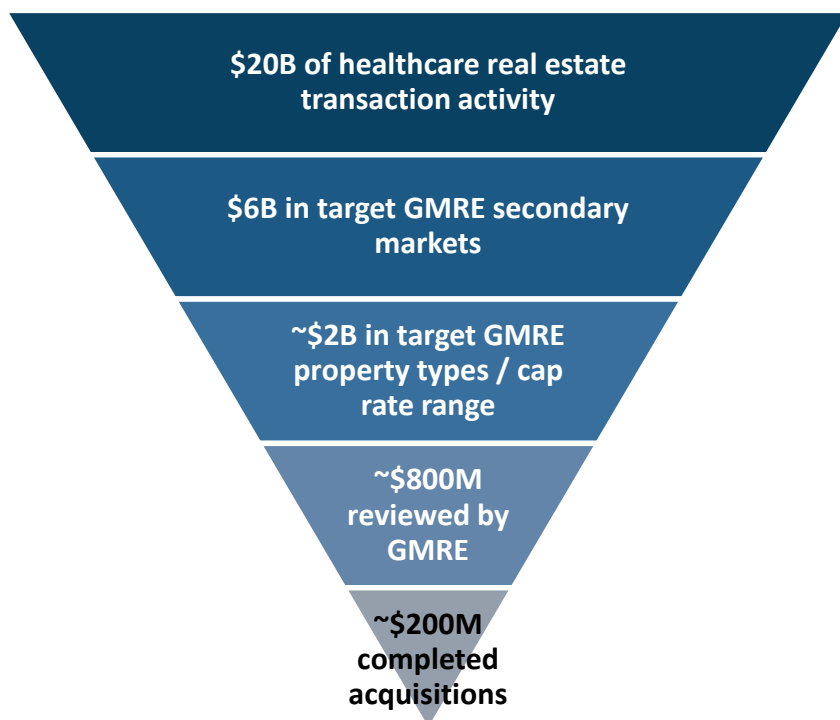 $20B of healthcare real estate
transaction activity
$6B in target GMRE secondary
markets
~$2B in target GMRE
property types / cap
rate range
~$800M
reviewed by
GMRE
~$200M
completed
acquisitions